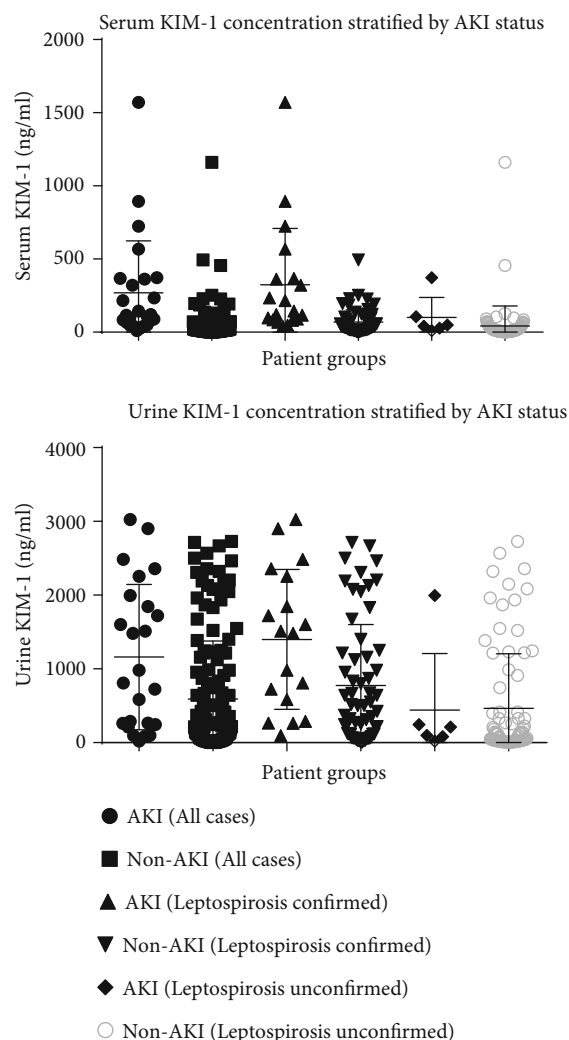 Serum KIM-1 concentration stratified by AKI status
2000
1500
1000
500
0
Serum KIM-1 (ng/ml)
Patient groups
Urine KIM-1 concentration stratified by AKI status
4000
3000
2000
1000
0
Urine KIM-1 (ng/ml)
Patient groups
AKI (All cases)
Non-AKI (All cases)
AKI (Leptospirosis confirmed)
Non-AKI (Leptospirosis confirmed)
AKI (Leptospirosis unconfirmed)
Non-AKI (Leptospirosis unconfirmed)